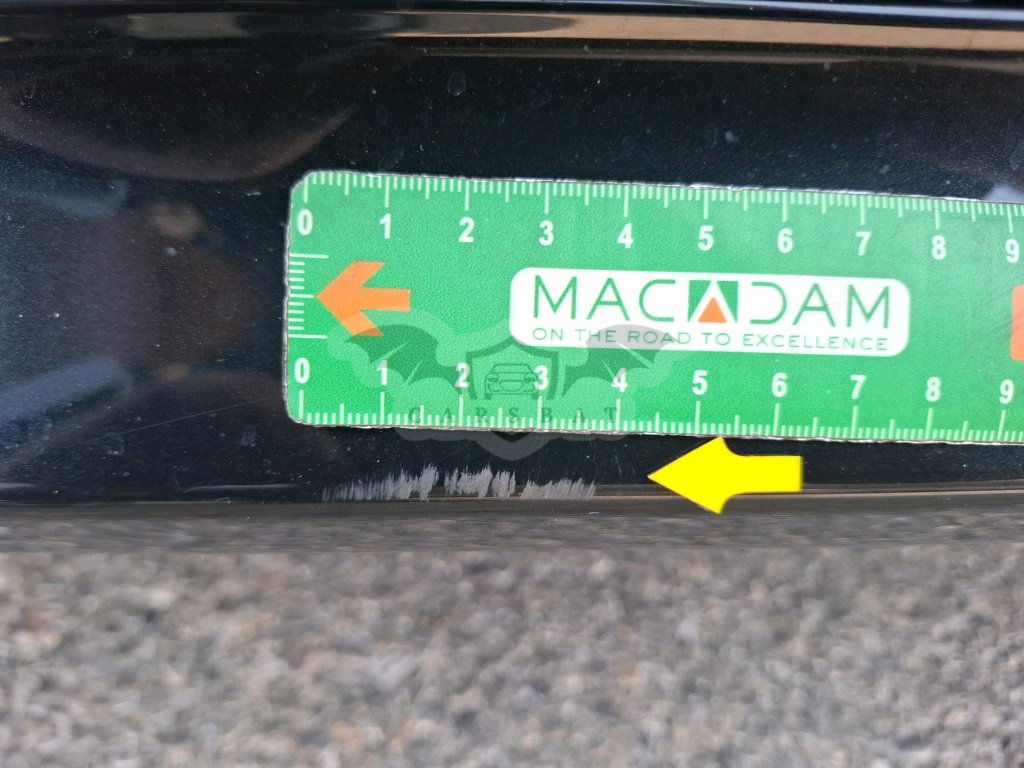 0 1 2 3 4 5 6 7 8 9
MACADAM
ON THE ROAD TO EXCELLENCE
0 1 2 3 4 5 6 7 8 9
CARSBAT